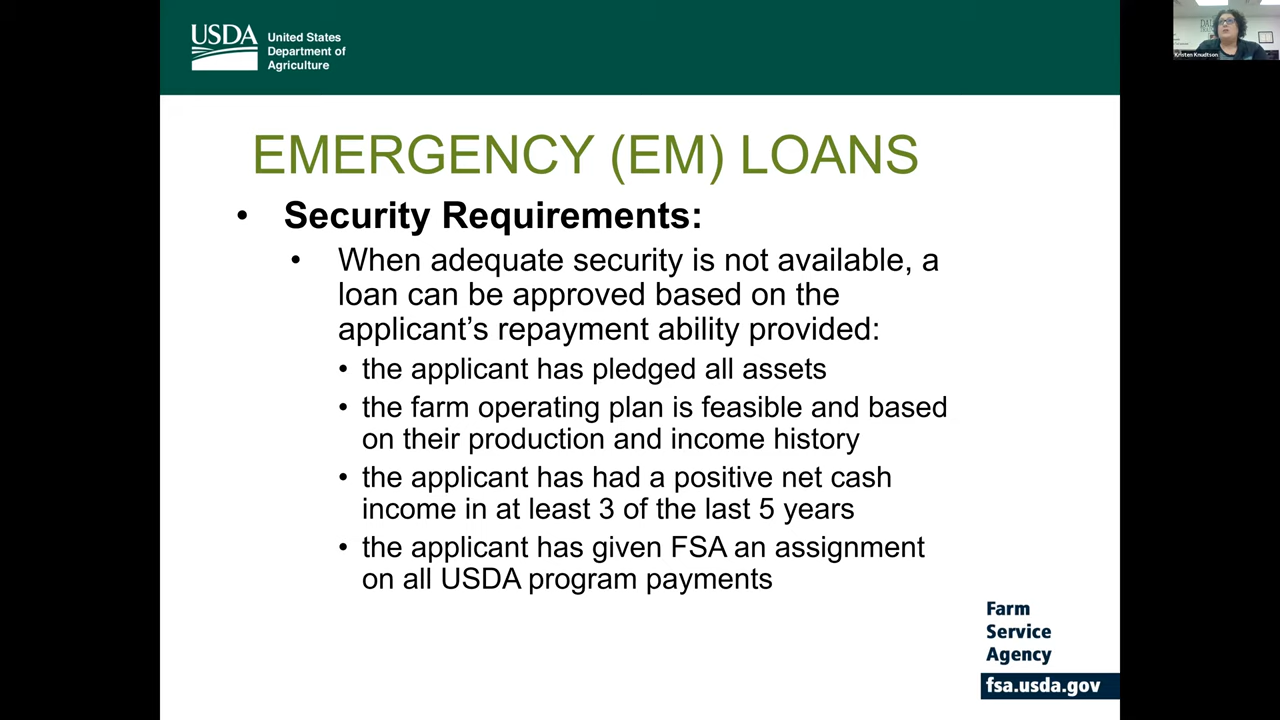 USDA
United States
Department of
Agriculture
Kristen Knudtson
EMERGENCY (EM) LOANS
• Security Requirements:
• When adequate security is not available, a
loan can be approved based on the
applicant’s repayment ability provided:
• the applicant has pledged all assets
• the farm operating plan is feasible and based
on their production and income history
• the applicant has had a positive net cash
income in at least 3 of the last 5 years
• the applicant has given FSA an assignment
on all USDA program payments
Farm
Service
Agency
fsa.usda.gov